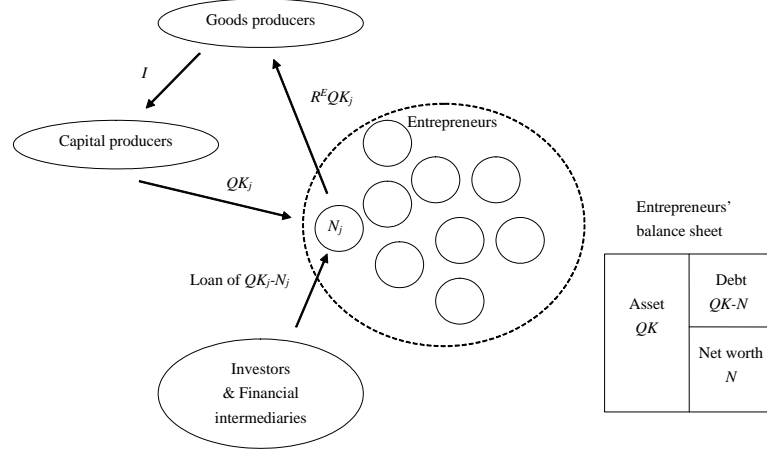 Goods producers
I
R^E QK_j
Capital producers
Entrepreneurs
QK_j
N_j
Loan of QK_j-N_j
Investors
& Financial
intermediaries
Entrepreneurs’
balance sheet
Asset
QK
Debt
QK-N
Net worth
N